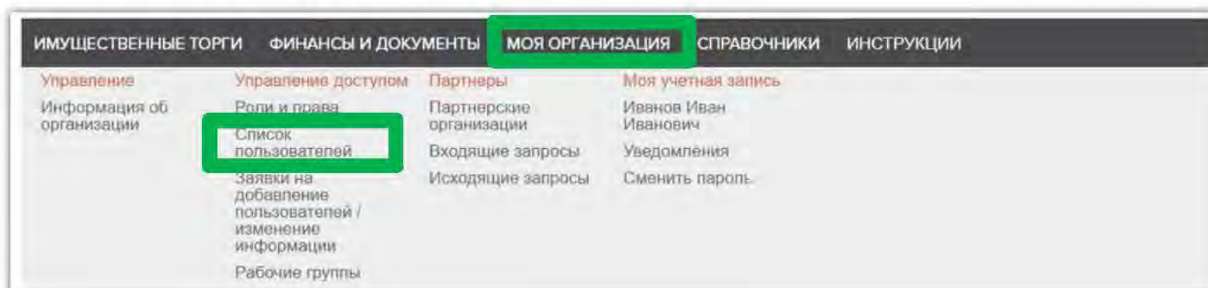 ИМУЩЕСТВЕННЫЕ ТОРГИ ФИНАНСЫ И ДОКУМЕНТЫ МОЯ ОРГАНИЗАЦИЯ СПРАВОЧНИКИ ИНСТРУКЦИИ
Управление
Информация об
организации
Управление доступом
Роли и права
Список
пользователей
Заявки на
добавление
пользователей /
изменение
информации
Рабочие группы
Партнеры
Партнерские
организации
Входящие запросы
Исходящие запросы
Моя учетная запись
Иванов Иван
Иванович
Уведомления
Сменить пароль